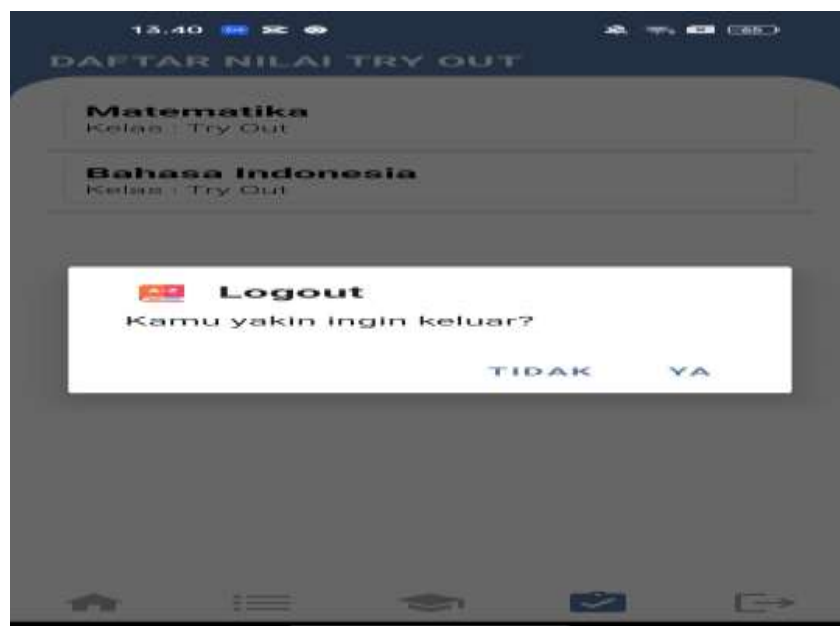 13.40
DAFTAR NILAI TRY OUT
Matematika
Kelas : Try Out
Bahasa Indonesia
Kelas : Try Out
Logout
Kamu yakin ingin keluar?
TIDAK YA